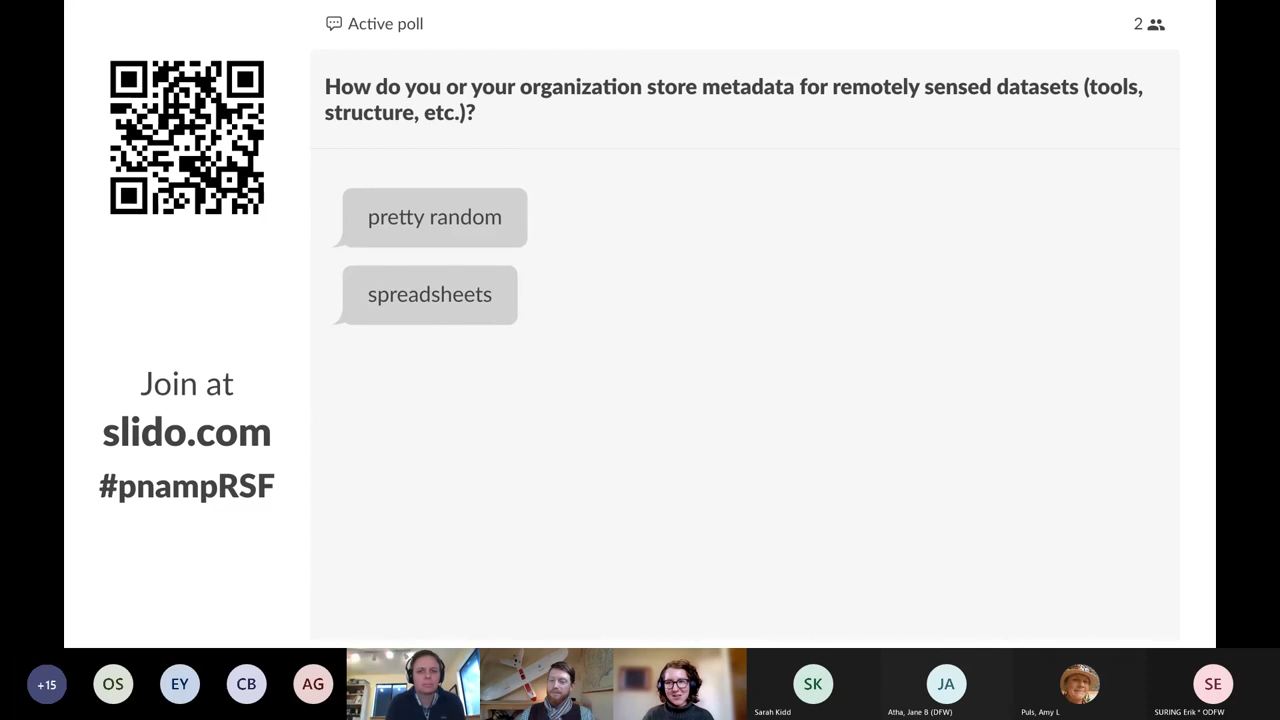 Active poll
2
How do you or your organization store metadata for remotely sensed datasets (tools,
structure, etc.)?
pretty random
spreadsheets
Join at
slido.com
#pnampRSF
+15
OS
EY
CB
AG
SK
Sarah Kidd
JA
Atha, Jane B (DFW)
Puls, Amy L
SE
SURING Erik * ODFW